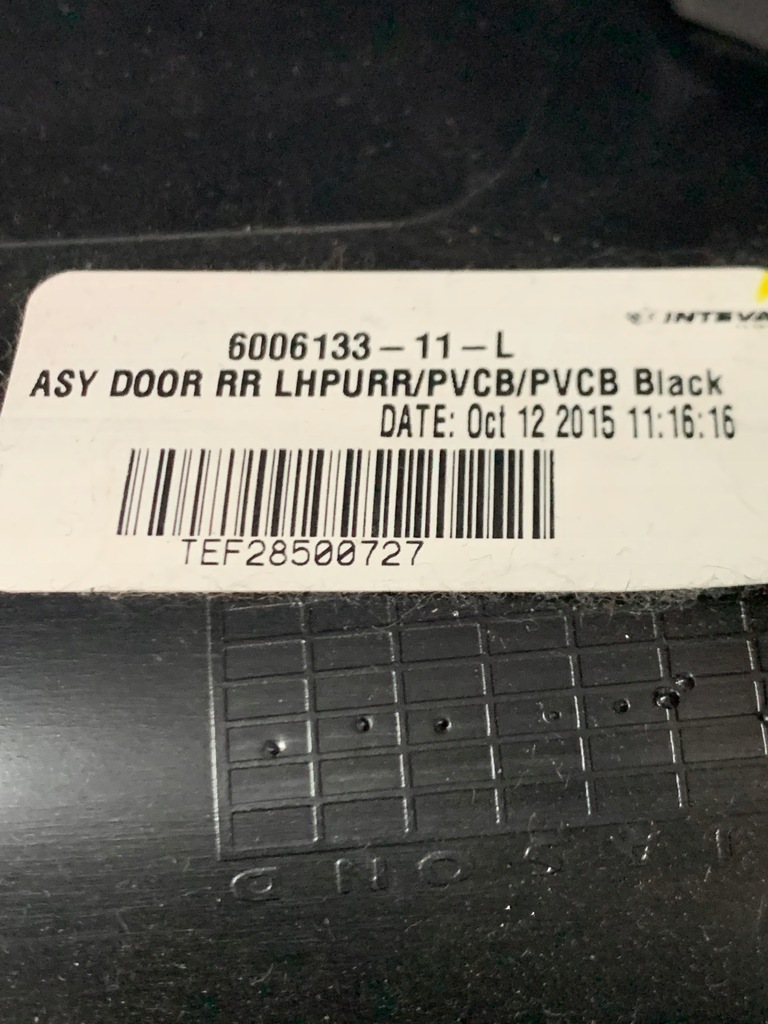 INTEVA
6006133-11-L
ASY DOOR RR LHPURR/PVCB/PVCB Black
DATE: Oct 12 2015 11:16:16
TEF28500727
D N O S A